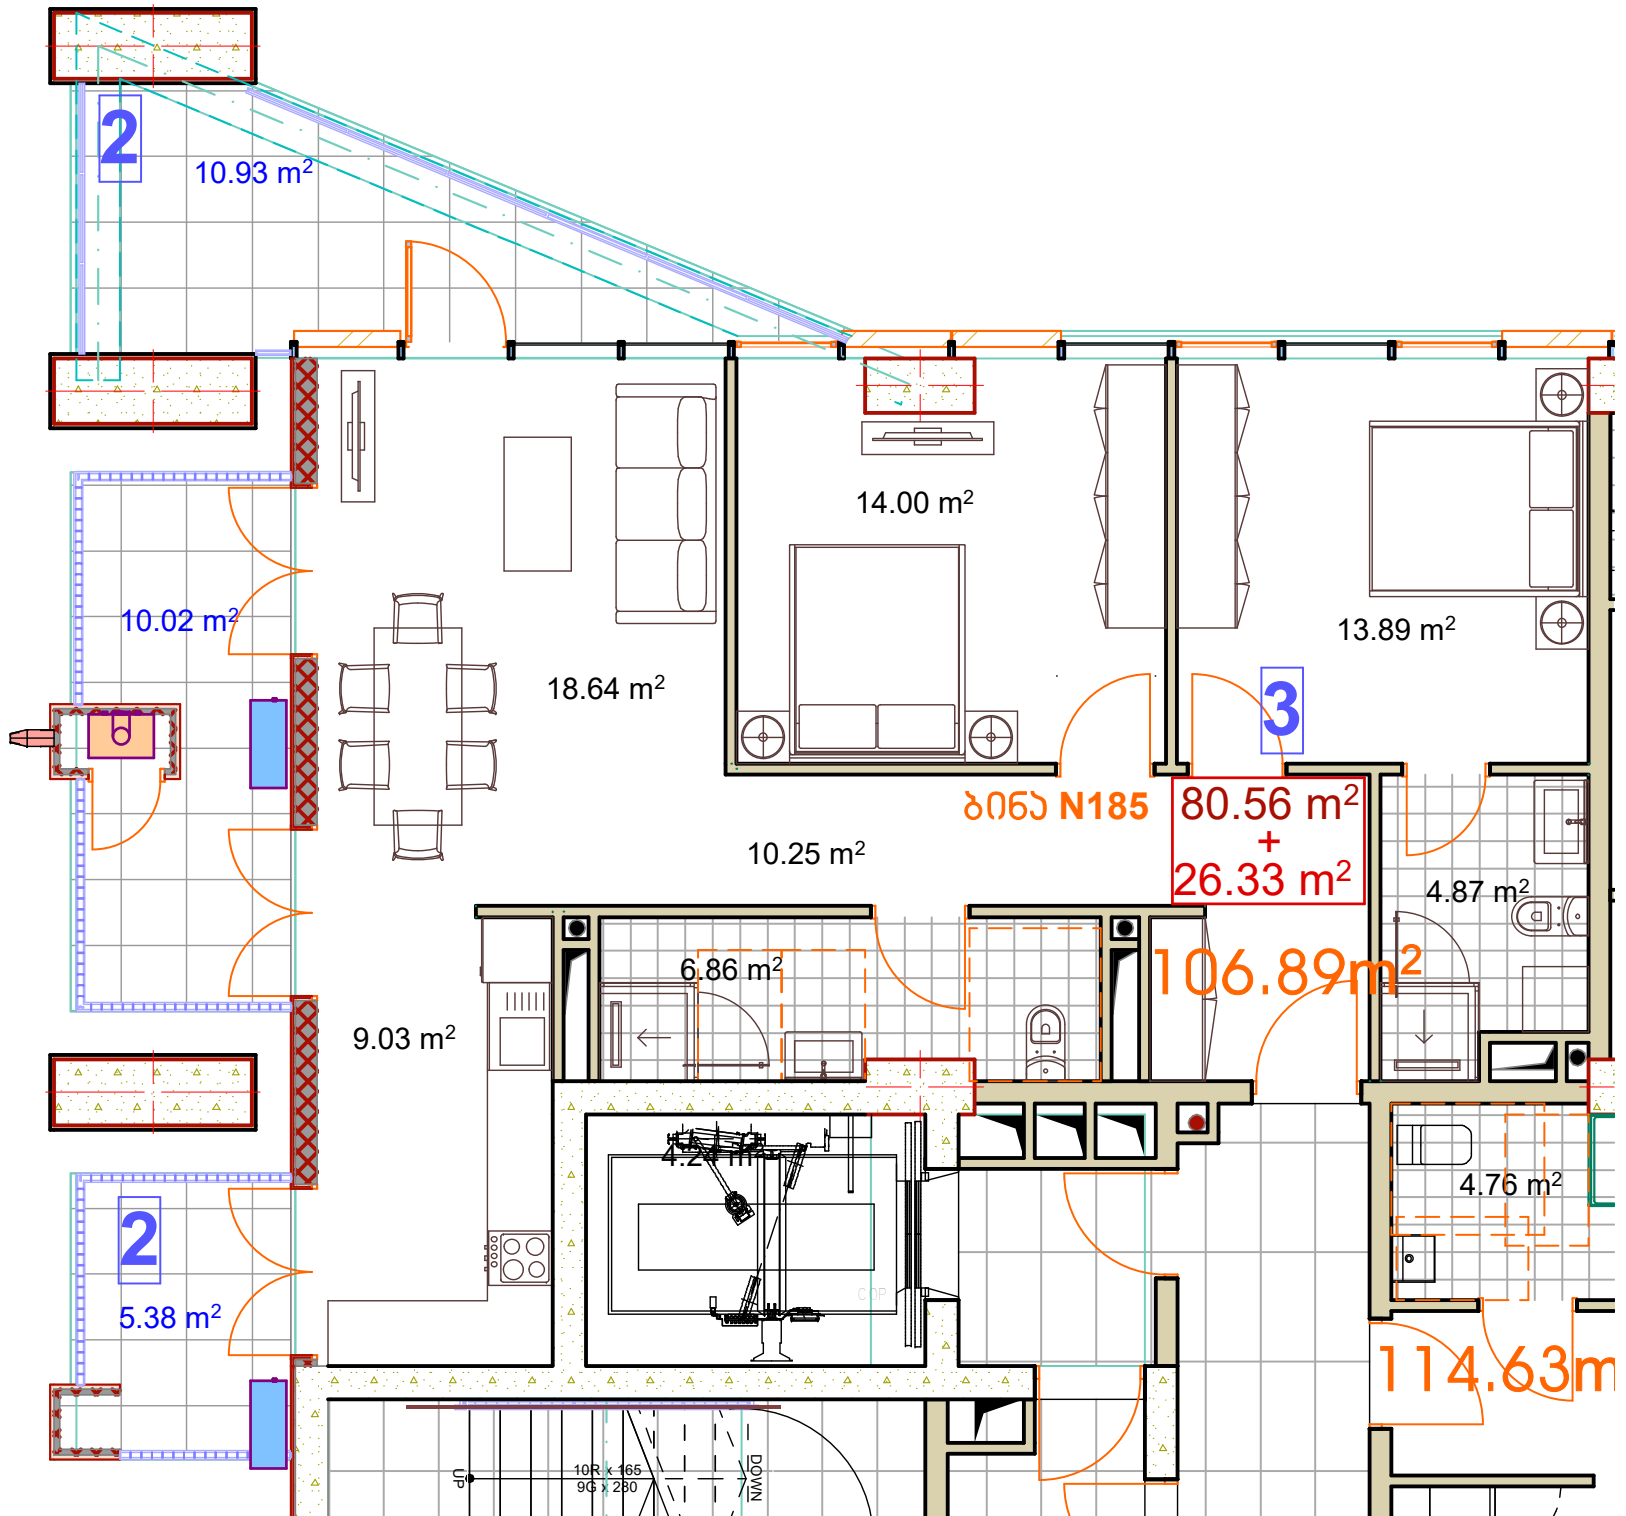 2
10.93 m²
14.00 m²
10.02 m²
13.89 m²
18.64 m²
3
ბინა N185
80.56 m²
+
26.33 m²
10.25 m²
4.87 m²
6.86 m²
106.89m²
9.03 m²
4.24 m²
4.76 m²
2
5.38 m²
COP
114.63m
UP
10R x 165
9G x 280
DOWN